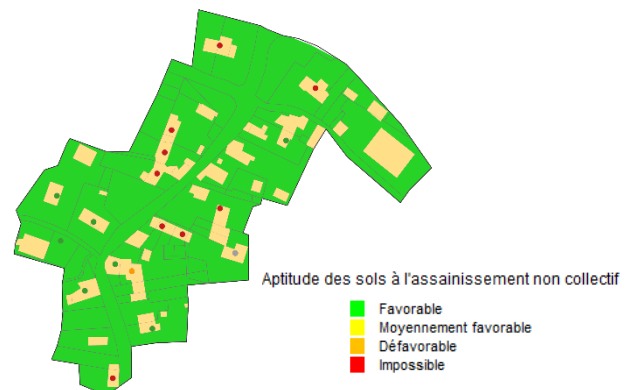 Aptitude des sols à l'assainissement non collectif
Favorable
Moyennement favorable
Défavorable
Impossible